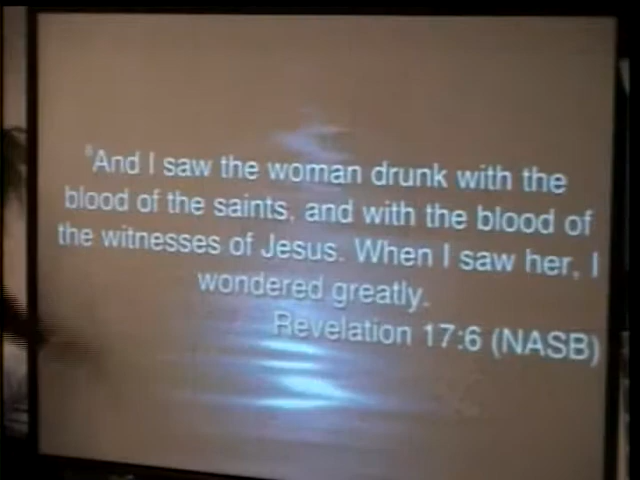 ⁶And I saw the woman drunk with the
blood of the saints, and with the blood of
the witnesses of Jesus. When I saw her, I
wondered greatly.
Revelation 17:6 (NASB)